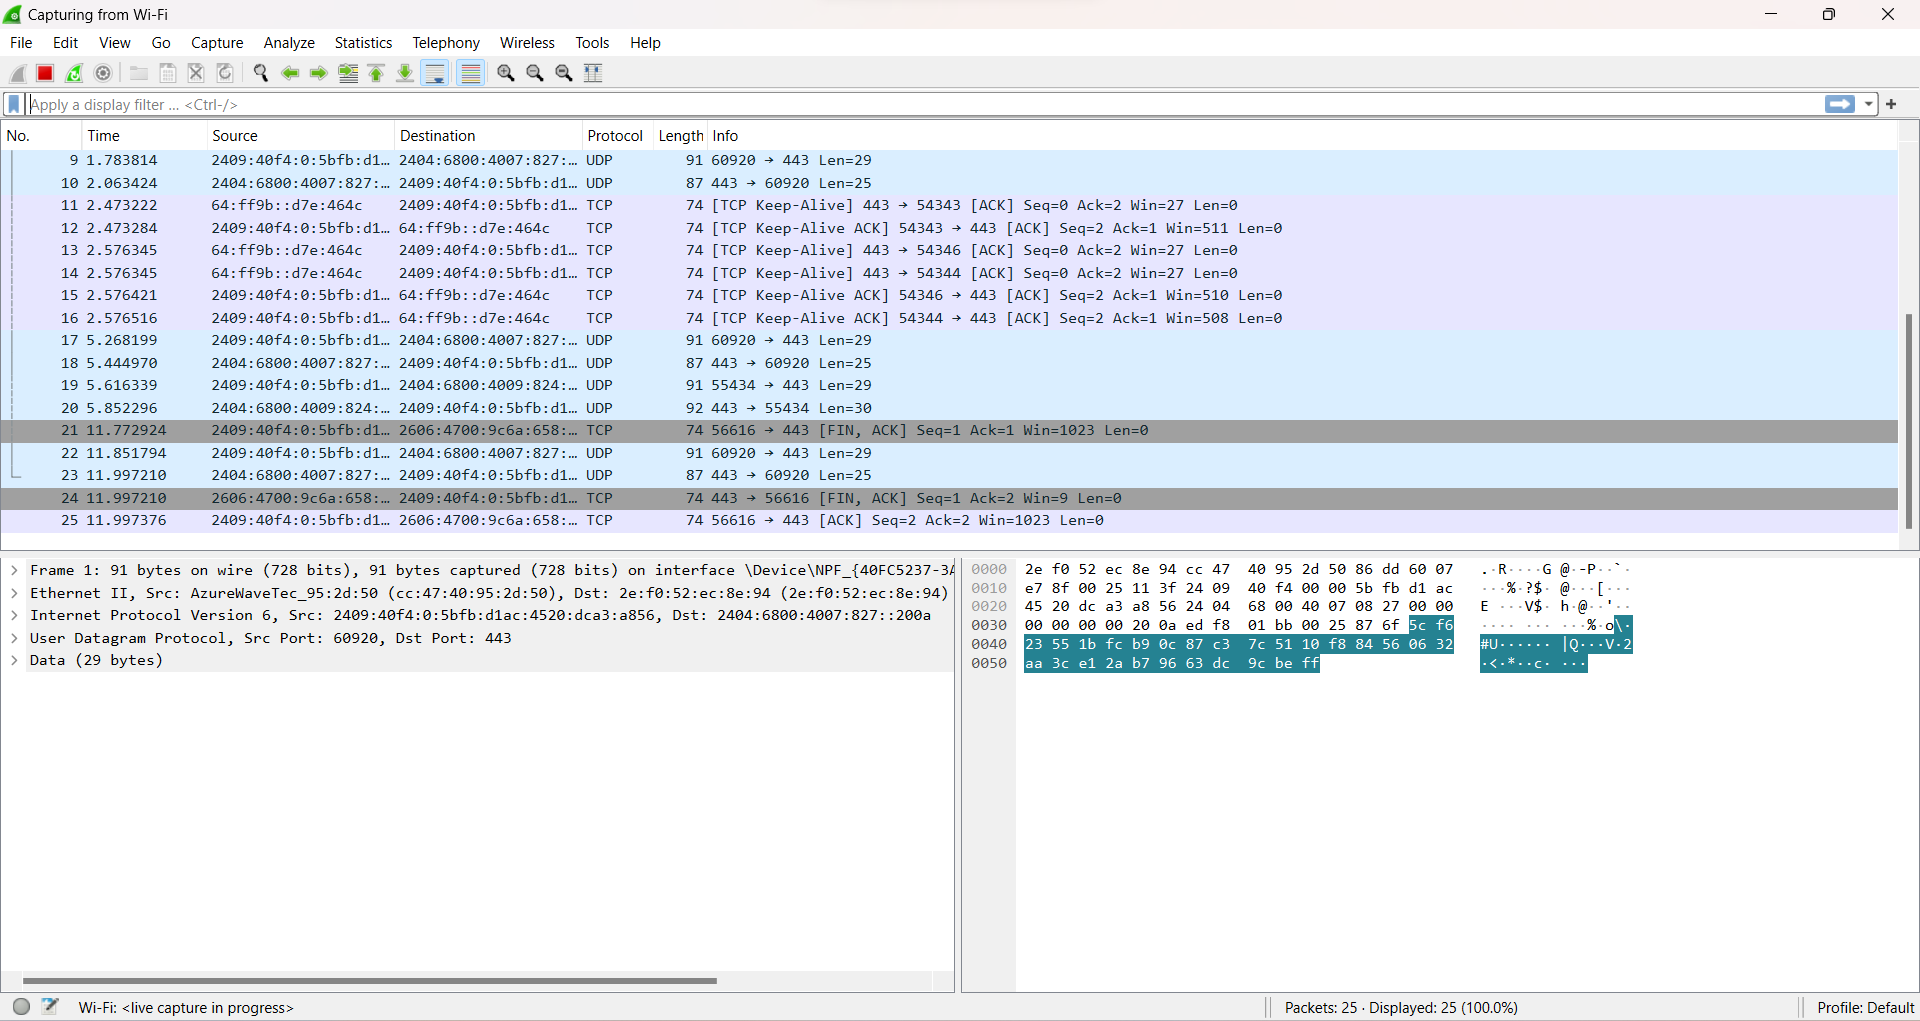 Capturing from Wi-Fi
File Edit View Go Capture Analyze Statistics Telephony Wireless Tools Help
Apply a display filter ... <Ctrl-/>
No. Time Source Destination Protocol Length Info
9 1.783814 2409:40f4:0:5bfb:d1… 2404:6800:4007:827:… UDP 91 60920 → 443 Len=29
10 2.063424 2404:6800:4007:827:… 2409:40f4:0:5bfb:d1… UDP 87 443 → 60920 Len=25
11 2.473222 64:ff9b::d7e:464c 2409:40f4:0:5bfb:d1… TCP 74 [TCP Keep-Alive] 443 → 54343 [ACK] Seq=0 Ack=2 Win=27 Len=0
12 2.473284 2409:40f4:0:5bfb:d1… 64:ff9b::d7e:464c TCP 74 [TCP Keep-Alive ACK] 54343 → 443 [ACK] Seq=2 Ack=1 Win=511 Len=0
13 2.576345 64:ff9b::d7e:464c 2409:40f4:0:5bfb:d1… TCP 74 [TCP Keep-Alive] 443 → 54346 [ACK] Seq=0 Ack=2 Win=27 Len=0
14 2.576345 64:ff9b::d7e:464c 2409:40f4:0:5bfb:d1… TCP 74 [TCP Keep-Alive] 443 → 54344 [ACK] Seq=0 Ack=2 Win=27 Len=0
15 2.576421 2409:40f4:0:5bfb:d1… 64:ff9b::d7e:464c TCP 74 [TCP Keep-Alive ACK] 54346 → 443 [ACK] Seq=2 Ack=1 Win=510 Len=0
16 2.576516 2409:40f4:0:5bfb:d1… 64:ff9b::d7e:464c TCP 74 [TCP Keep-Alive ACK] 54344 → 443 [ACK] Seq=2 Ack=1 Win=508 Len=0
17 5.268199 2409:40f4:0:5bfb:d1… 2404:6800:4007:827:… UDP 91 60920 → 443 Len=29
18 5.444970 2404:6800:4007:827:… 2409:40f4:0:5bfb:d1… UDP 87 443 → 60920 Len=25
19 5.616339 2409:40f4:0:5bfb:d1… 2404:6800:4009:824:… UDP 91 55434 → 443 Len=29
20 5.852296 2404:6800:4009:824:… 2409:40f4:0:5bfb:d1… UDP 92 443 → 55434 Len=30
21 11.772924 2409:40f4:0:5bfb:d1… 2606:4700:9c6a:658:… TCP 74 56616 → 443 [FIN, ACK] Seq=1 Ack=1 Win=1023 Len=0
22 11.851794 2409:40f4:0:5bfb:d1… 2404:6800:4007:827:… UDP 91 60920 → 443 Len=29
23 11.997210 2404:6800:4007:827:… 2409:40f4:0:5bfb:d1… UDP 87 443 → 60920 Len=25
24 11.997210 2606:4700:9c6a:658:… 2409:40f4:0:5bfb:d1… TCP 74 443 → 56616 [FIN, ACK] Seq=1 Ack=2 Win=9 Len=0
25 11.997376 2409:40f4:0:5bfb:d1… 2606:4700:9c6a:658:… TCP 74 56616 → 443 [ACK] Seq=2 Ack=2 Win=1023 Len=0
Frame 1: 91 bytes on wire (728 bits), 91 bytes captured (728 bits) on interface \Device\NPF_{40FC5237-3A
Ethernet II, Src: AzureWaveTec_95:2d:50 (cc:47:40:95:2d:50), Dst: 2e:f0:52:ec:8e:94 (2e:f0:52:ec:8e:94)
Internet Protocol Version 6, Src: 2409:40f4:0:5bfb:d1ac:4520:dca3:a856, Dst: 2404:6800:4007:827::200a
User Datagram Protocol, Src Port: 60920, Dst Port: 443
Data (29 bytes)
0000 2e f0 52 ec 8e 94 cc 47 40 95 2d 50 86 dd 60 07 .·R····G @·-P··`·
0010 e7 8f 00 25 11 3f 24 09 40 f4 00 00 5b fb d1 ac ···%·?$· @···[···
0020 45 20 dc a3 a8 56 24 04 68 00 40 07 08 27 00 00 E ···V$· h·@··'··
0030 00 00 00 00 20 0a ed f8 01 bb 00 25 87 6f 5c f6 ···· ··· ···%·o\·
0040 23 55 1b fc b9 0c 87 c3 7c 51 10 f8 84 56 06 32 #U······ |Q···V·2
0050 aa 3c e1 2a b7 96 63 dc 9c be ff ·<·*··c· ···
Wi-Fi: <live capture in progress>
Packets: 25 · Displayed: 25 (100.0%)
Profile: Default